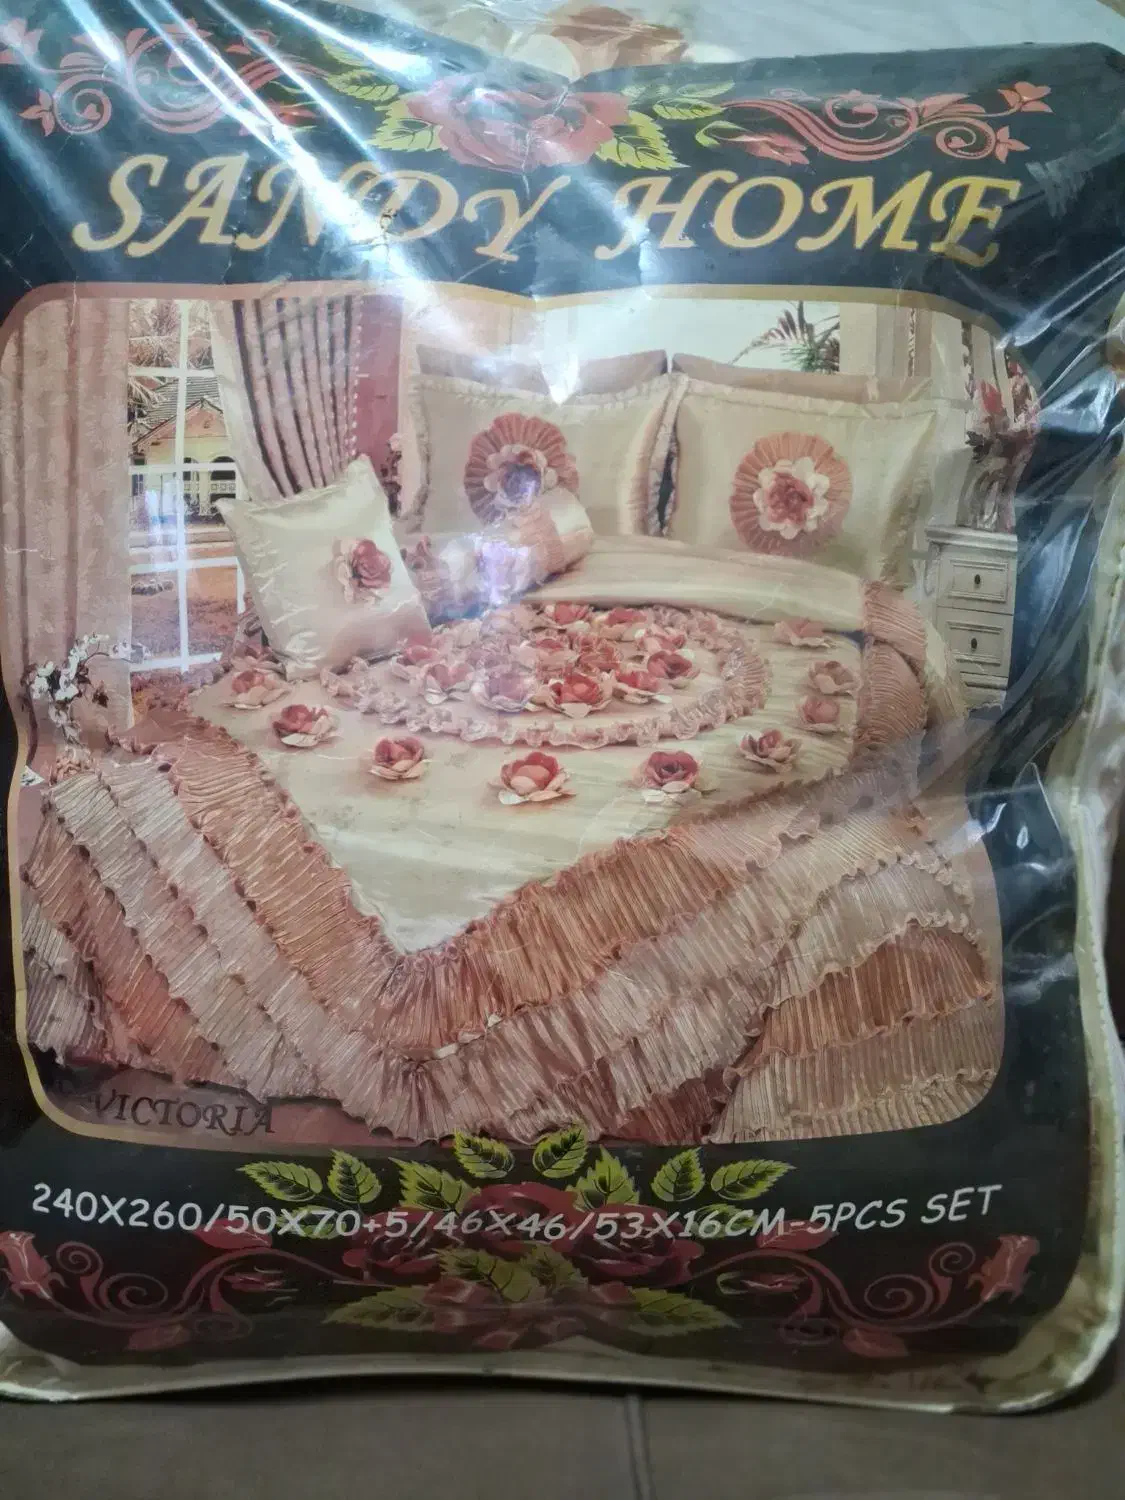 SANDY HOME
VICTORIA
240X260/50X70+5/46X46/53X16CM-5PCS SET